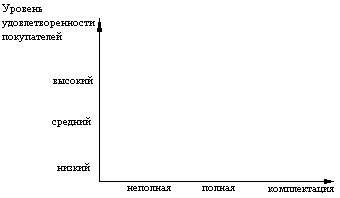 Уровень
удовлетворенности
покупателей
высокий
средний
низкий
неполная полная комплектация